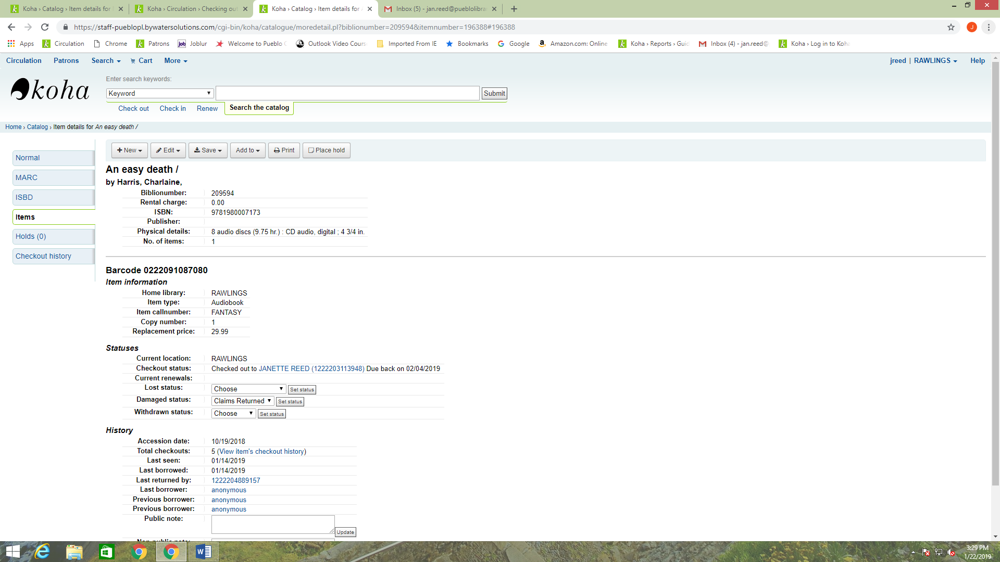 Koha › Catalog › Item details for
Koha › Circulation › Checking out
Koha › Catalog › Item details for
Inbox (5) - jan.reed@pueblolibra
https://staff-pueblopl.bywatersolutions.com/cgi-bin/koha/catalogue/moredetail.pl?biblionumber=209594&itemnumber=196388#196388
J
Apps Circulation Chrome Patrons Joblur Welcome to Pueblo Outlook Video Cours Imported From IE Bookmarks Google Amazon.com: Online Koha › Reports › Guid Inbox (4) - jan.reed@ Koha › Log in to Koha
Circulation Patrons Search Cart More jreed | RAWLINGS Help
koha
Enter search keywords:
Keyword Submit
Check out Check in Renew Search the catalog
Home › Catalog › Item details for An easy death /
New Edit Save Add to Print Place hold
Normal
MARC
ISBD
Items
Holds (0)
Checkout history
An easy death /
by Harris, Charlaine,
Biblionumber: 209594
Rental charge: 0.00
ISBN: 9781980007173
Publisher:
Physical details: 8 audio discs (9.75 hr.) : CD audio, digital ; 4 3/4 in.
No. of items: 1
Barcode 0222091087080
Item information
Home library: RAWLINGS
Item type: Audiobook
Item callnumber: FANTASY
Copy number: 1
Replacement price: 29.99
Statuses
Current location: RAWLINGS
Checkout status: Checked out to JANETTE REED (1222203113948) Due back on 02/04/2019
Current renewals:
Lost status: Choose Set status
Damaged status: Claims Returned Set status
Withdrawn status: Choose Set status
History
Accession date: 10/19/2018
Total checkouts: 5 (View item's checkout history)
Last seen: 01/14/2019
Last borrowed: 01/14/2019
Last returned by: 1222204889157
Last borrower: anonymous
Previous borrower: anonymous
Previous borrower: anonymous
Public note: Update
3:29 PM
1/22/2019